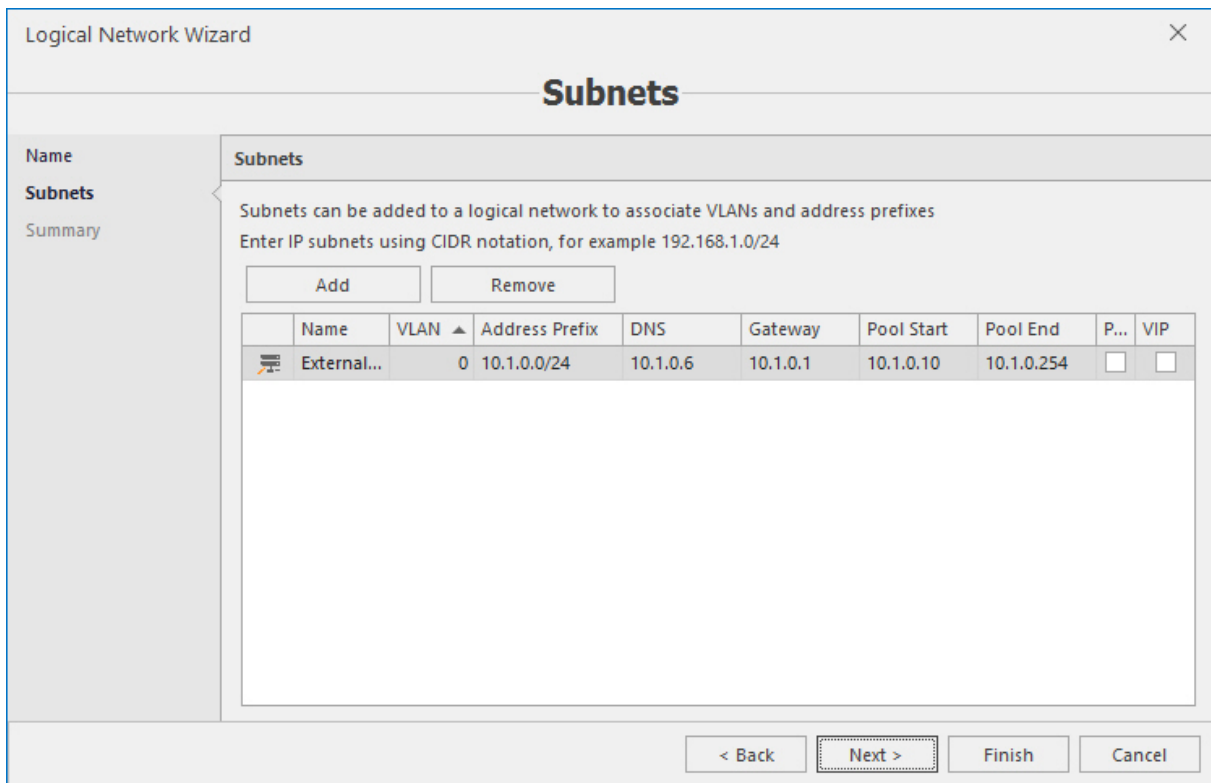 Logical Network Wizard
Subnets
Name
Subnets
Summary
Subnets
Subnets can be added to a logical network to associate VLANs and address prefixes
Enter IP subnets using CIDR notation, for example 192.168.1.0/24
Add Remove
Name VLAN Address Prefix DNS Gateway Pool Start Pool End P... VIP
External... 0 10.1.0.0/24 10.1.0.6 10.1.0.1 10.1.0.10 10.1.0.254
< Back Next > Finish Cancel